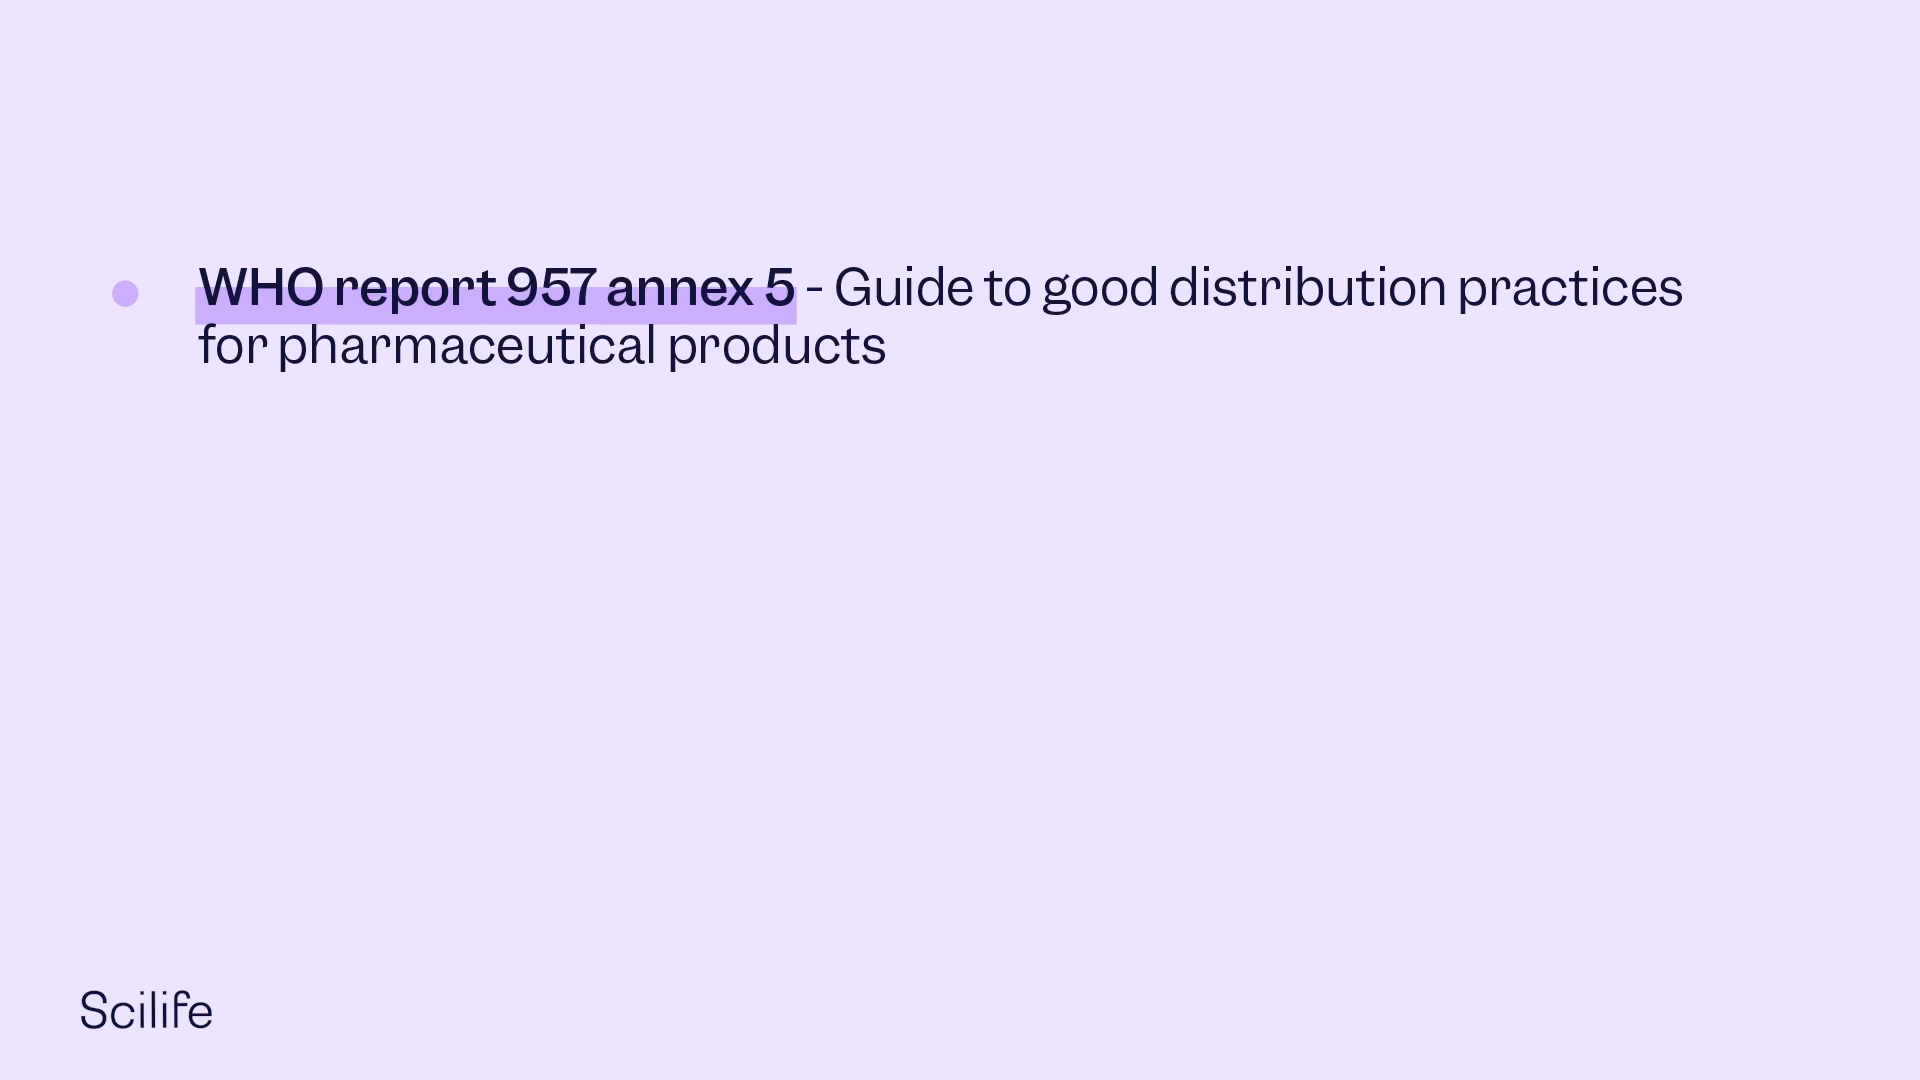 WHO report 957 annex 5 - Guide to good distribution practices
for pharmaceutical products
Scilife